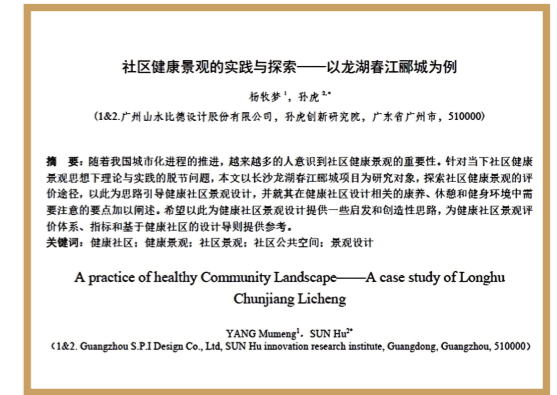 社区健康景观的实践与探索——以龙湖春江郦城为例
杨牧梦¹，孙虎²,*
(1&2.广州山水比德设计股份有限公司，孙虎创新研究院，广东省广州市，510000)
摘 要：随着我国城市化进程的推进，越来越多的人意识到社区健康景观的重要性。针对当下社区健康
景观思想下理论与实践的脱节问题，本文以长沙龙湖春江郦城项目为研究对象，探索社区健康景观的评
价途径，以此为思路引导健康社区景观设计，并就其在健康社区设计相关的康养、休憩和健身环境中需
要注意的要点加以阐述。希望以此为健康社区景观设计提供一些启发和创造性思路，为健康社区景观评
价体系、指标和基于健康社区的设计导则提供参考。
关键词：健康社区；健康景观；社区景观；社区公共空间；景观设计
A practice of healthy Community Landscape——A case study of Longhu
Chunjiang Licheng
YANG Mumeng¹，SUN Hu²*
（1&2. Guangzhou S.P.I Design Co., Ltd, SUN Hu innovation research institute, Guangdong, Guangzhou, 510000）